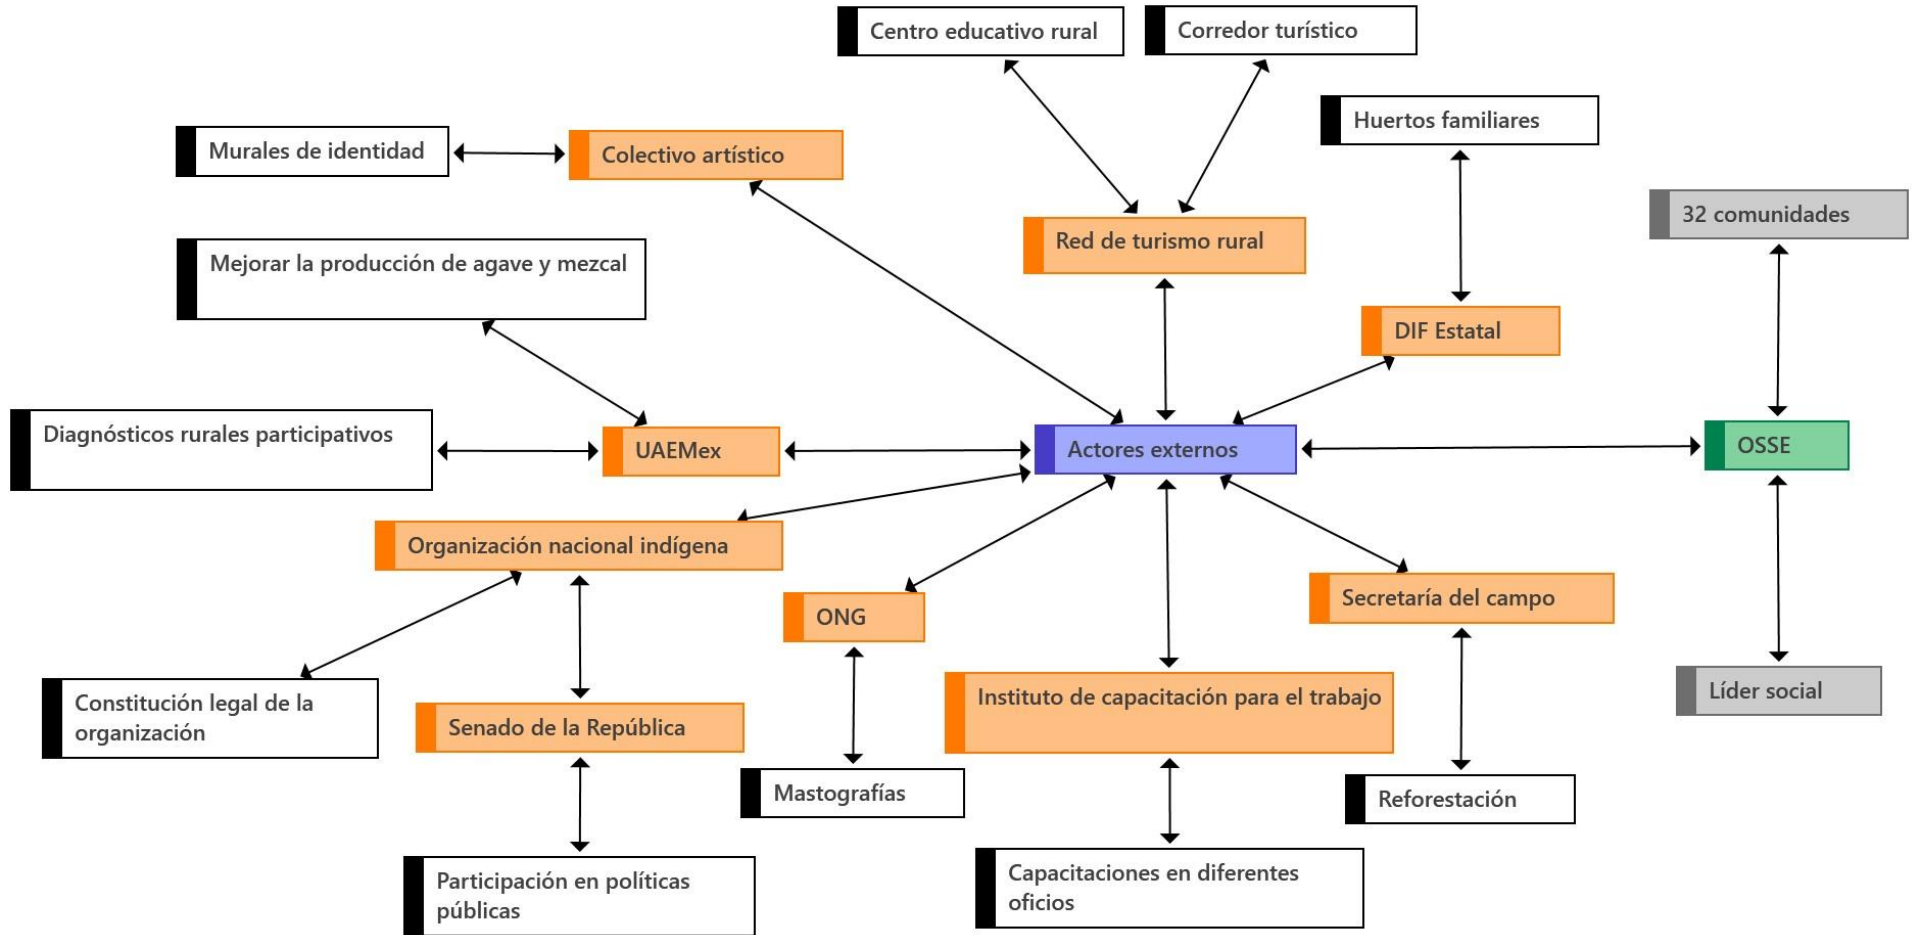 Centro educativo rural
Corredor turístico
Huertos familiares
Murales de identidad
Colectivo artístico
32 comunidades
Red de turismo rural
Mejorar la producción de agave y mezcal
DIF Estatal
Diagnósticos rurales participativos
UAEMex
Actores externos
OSSE
Organización nacional indígena
ONG
Secretaría del campo
Constitución legal de la
organización
Senado de la República
Instituto de capacitación para el trabajo
Líder social
Mastografías
Reforestación
Participación en políticas
públicas
Capacitaciones en diferentes
oficios